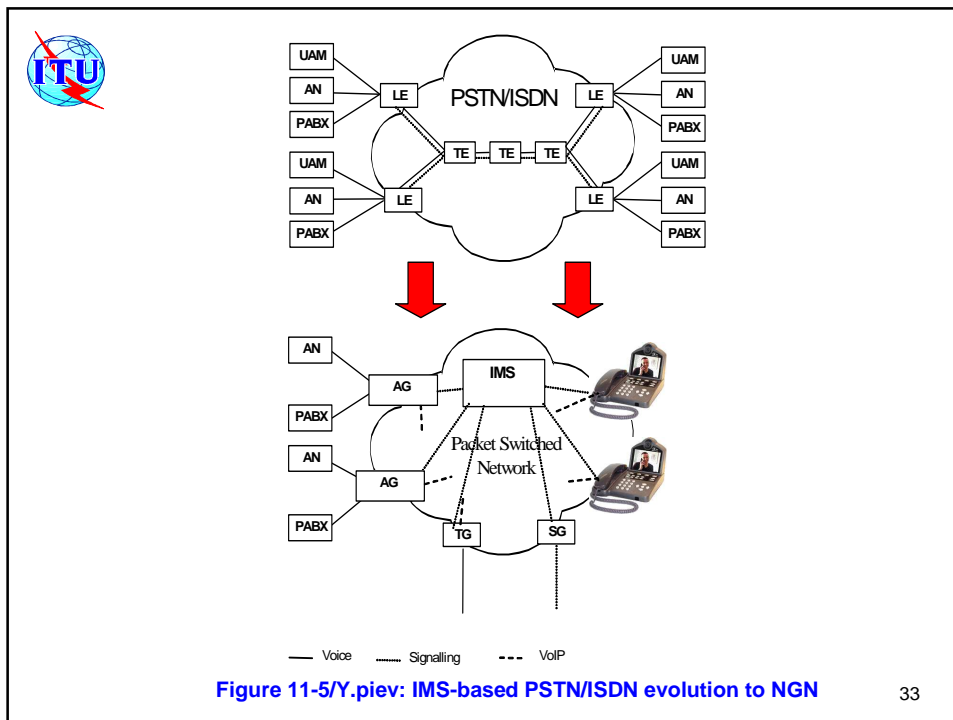 ITU
UAM
AN
PABX
LE
PSTN/ISDN
LE
UAM
AN
PABX
TE
TE
TE
UAM
AN
PABX
LE
LE
UAM
AN
PABX
AN
PABX
AG
IMS
AN
PABX
AG
Packet Switched
Network
TG
SG
Voice
Signalling
VoIP
Figure 11-5/Y.piev: IMS-based PSTN/ISDN evolution to NGN
33